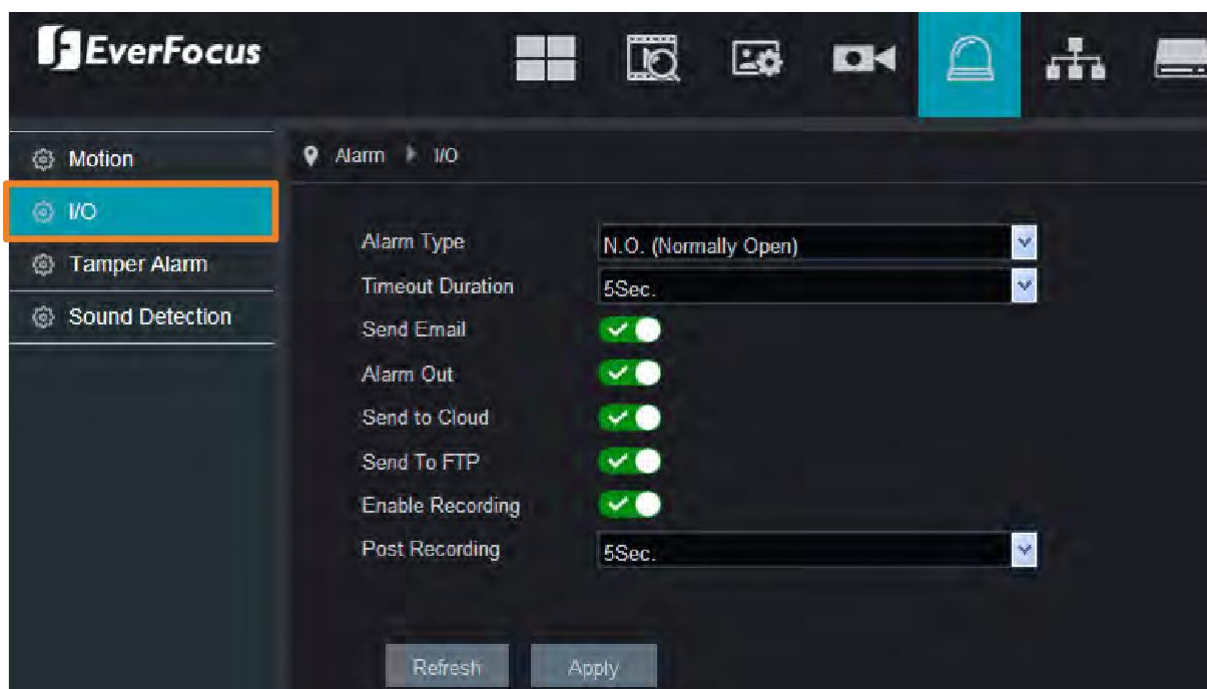 EverFocus
Motion
I/O
Tamper Alarm
Sound Detection
Alarm I/O
Alarm Type N.O. (Normally Open)
Timeout Duration 5Sec.
Send Email
Alarm Out
Send to Cloud
Send To FTP
Enable Recording
Post Recording 5Sec.
Refresh Apply